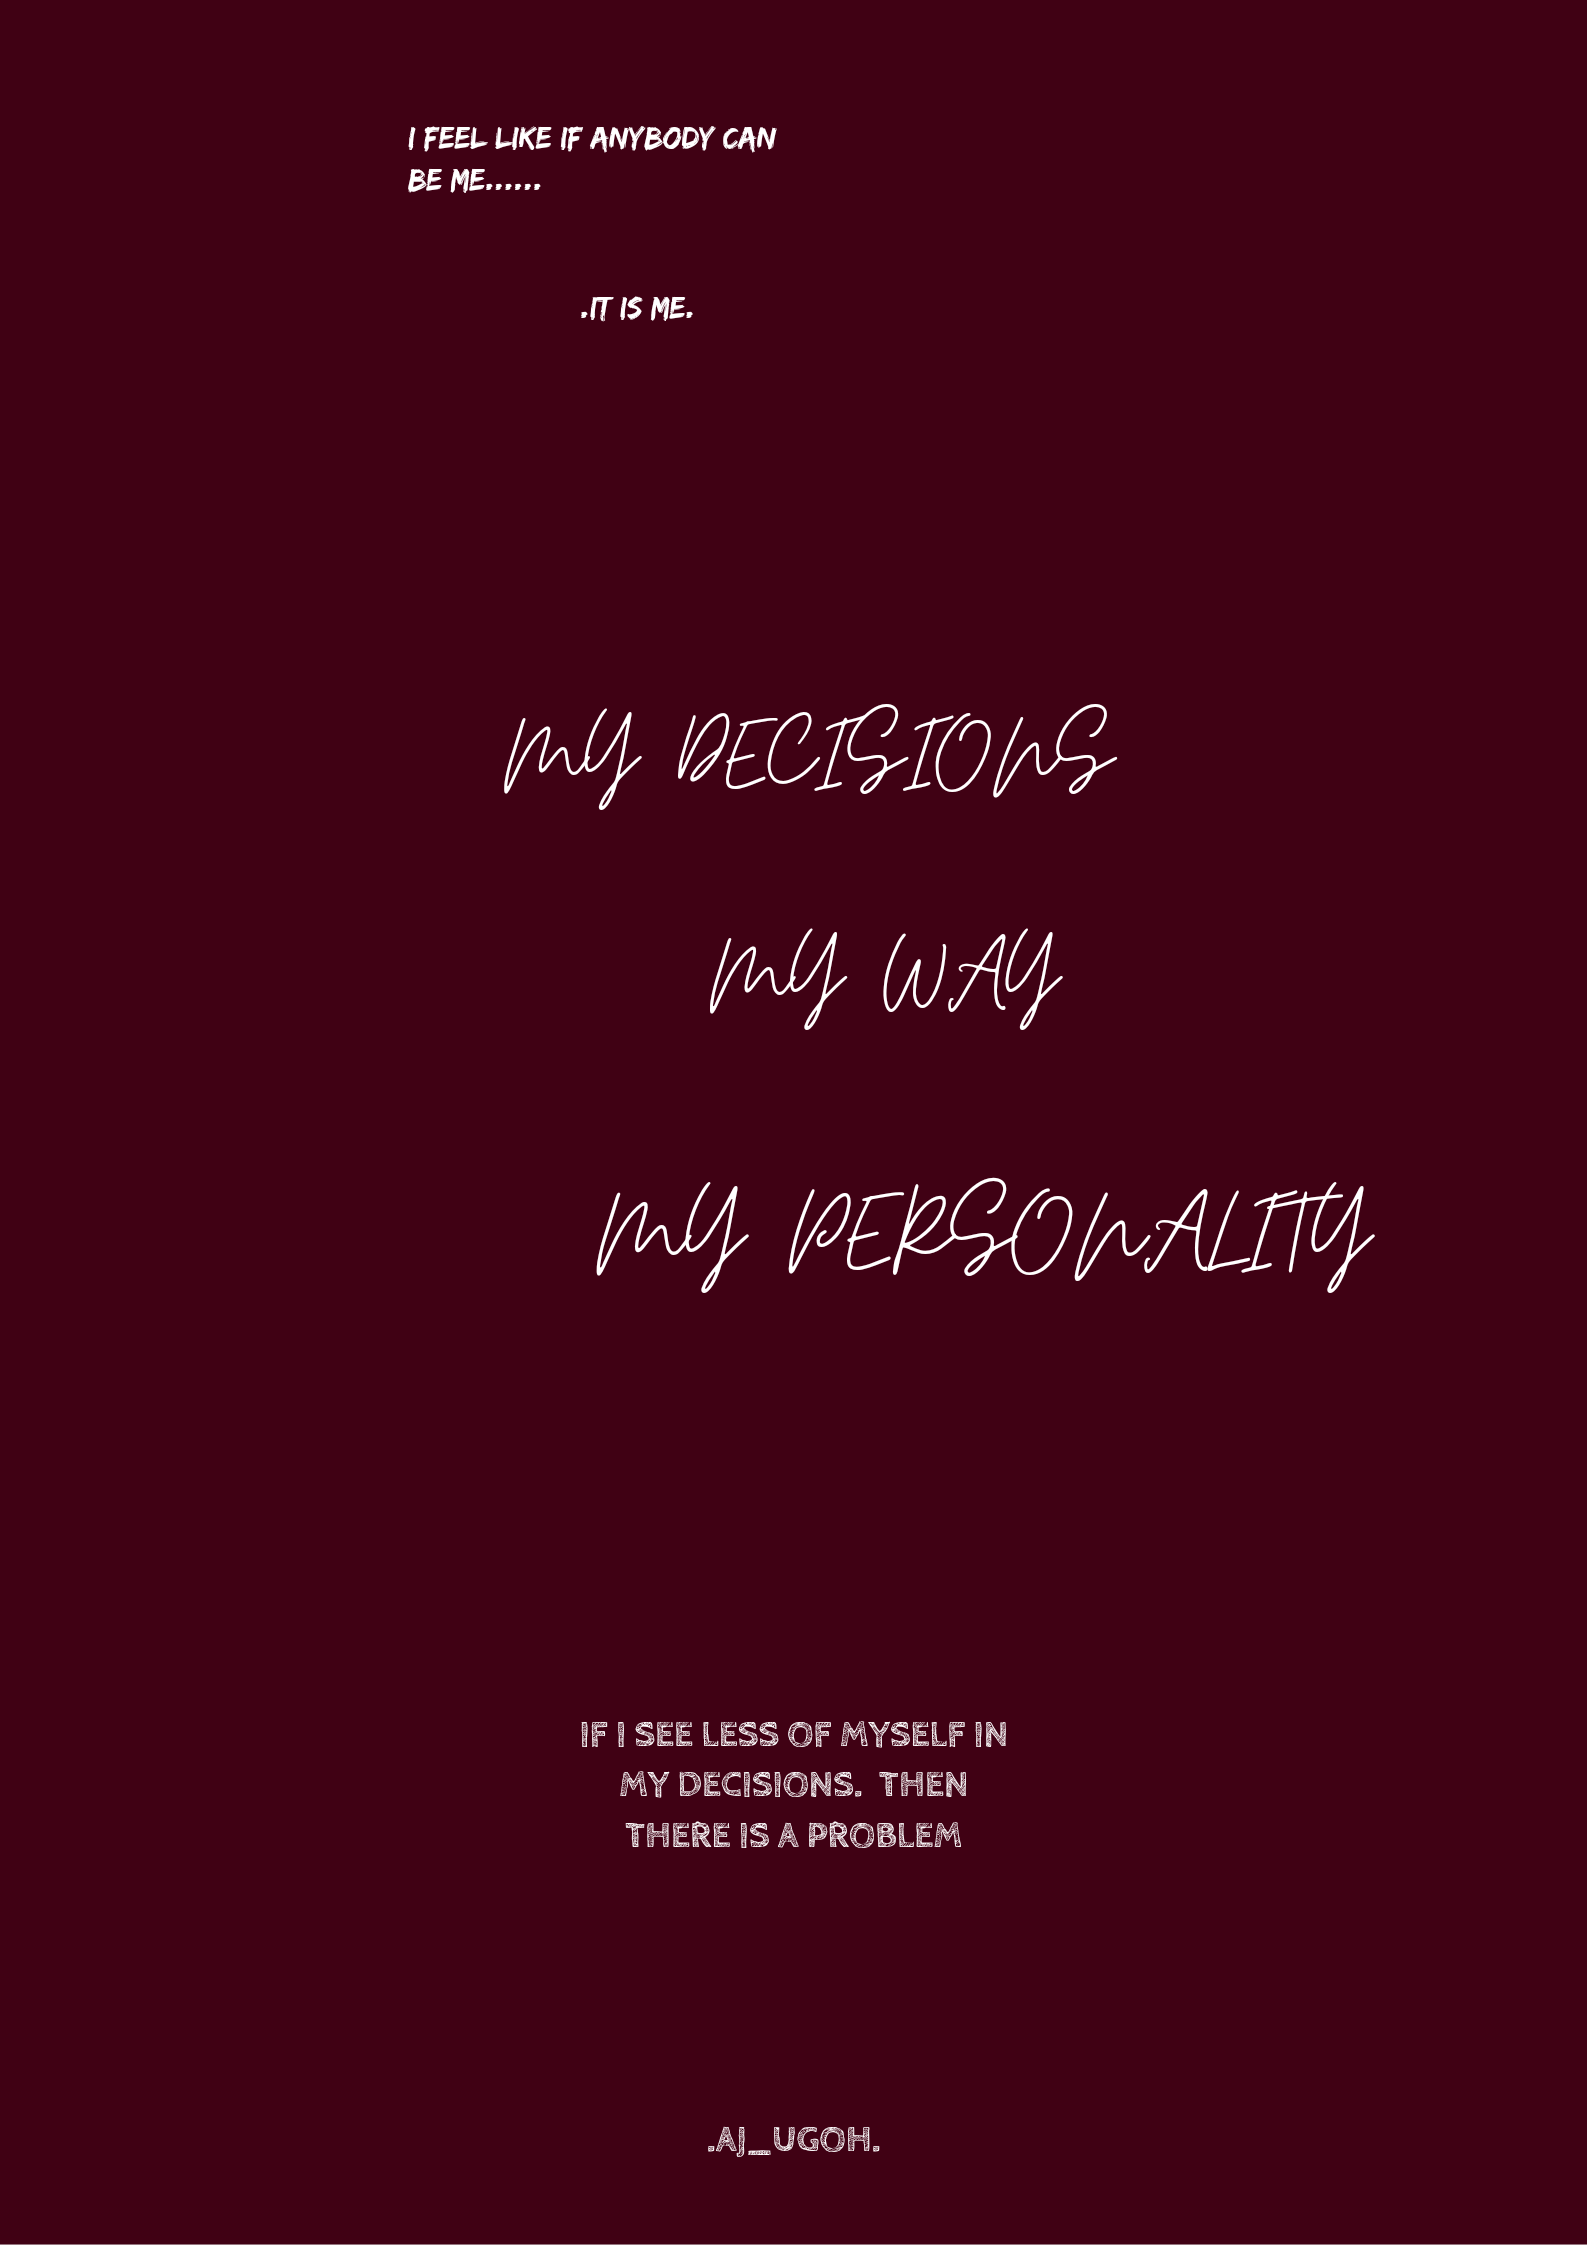 I FEEL LIKE IF ANYBODY CAN
BE ME......
.IT IS ME.
MY DECISIONS
MY WAY
MY PERSONALITY
IF I SEE LESS OF MYSELF IN
MY DECISIONS. THEN
THERE IS A PROBLEM
.AJ_UGOH.